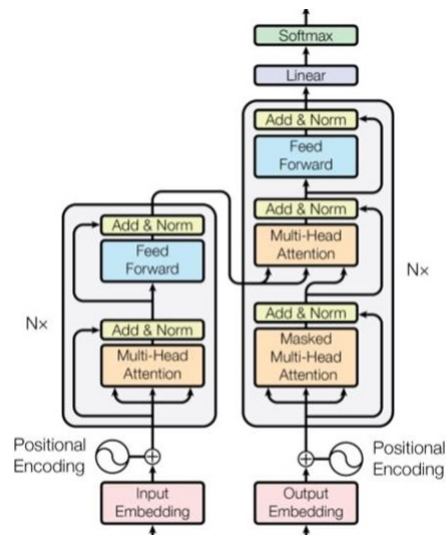 Softmax
Linear
Add & Norm
Feed
Forward
Add & Norm
Multi-Head
Attention
Add & Norm
Masked
Multi-Head
Attention
Nx
Positional
Encoding
Output
Embedding
Add & Norm
Feed
Forward
Add & Norm
Multi-Head
Attention
Nx
Positional
Encoding
Input
Embedding